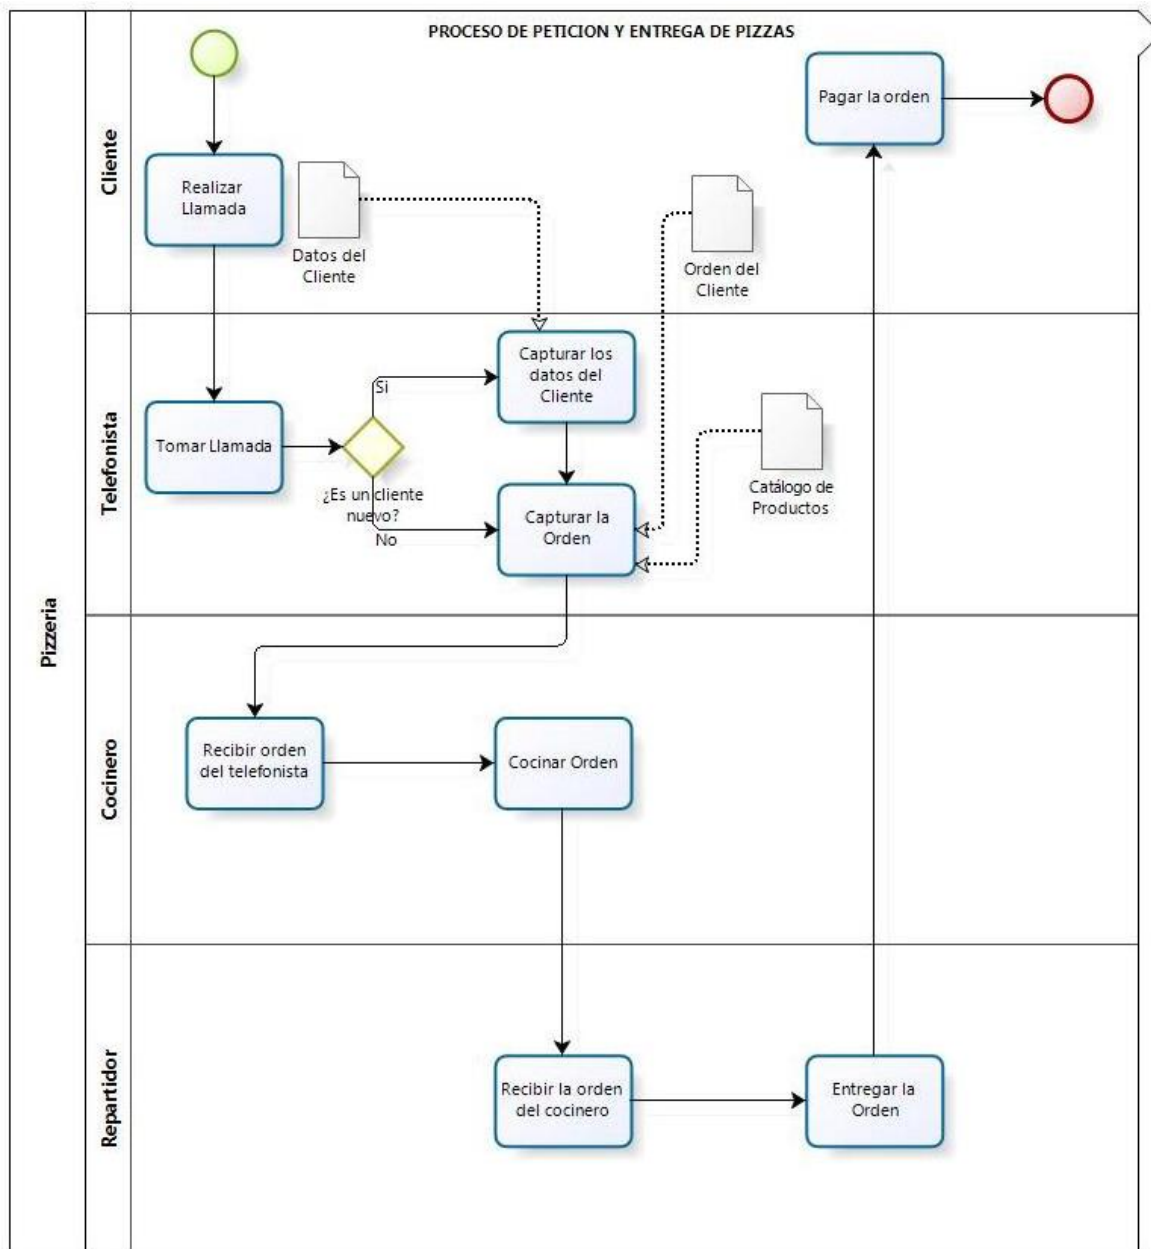 PROCESO DE PETICION Y ENTREGA DE PIZZAS
Pizzeria
Cliente
Realizar
Llamada
Datos del
Cliente
Orden del
Cliente
Pagar la orden
Telefonista
Tomar Llamada
¿Es un cliente
nuevo?
Si
No
Capturar los
datos del
Cliente
Capturar la
Orden
Catálogo de
Productos
Cocinero
Recibir orden
del telefonista
Cocinar Orden
Repartidor
Recibir la orden
del cocinero
Entregar la
Orden